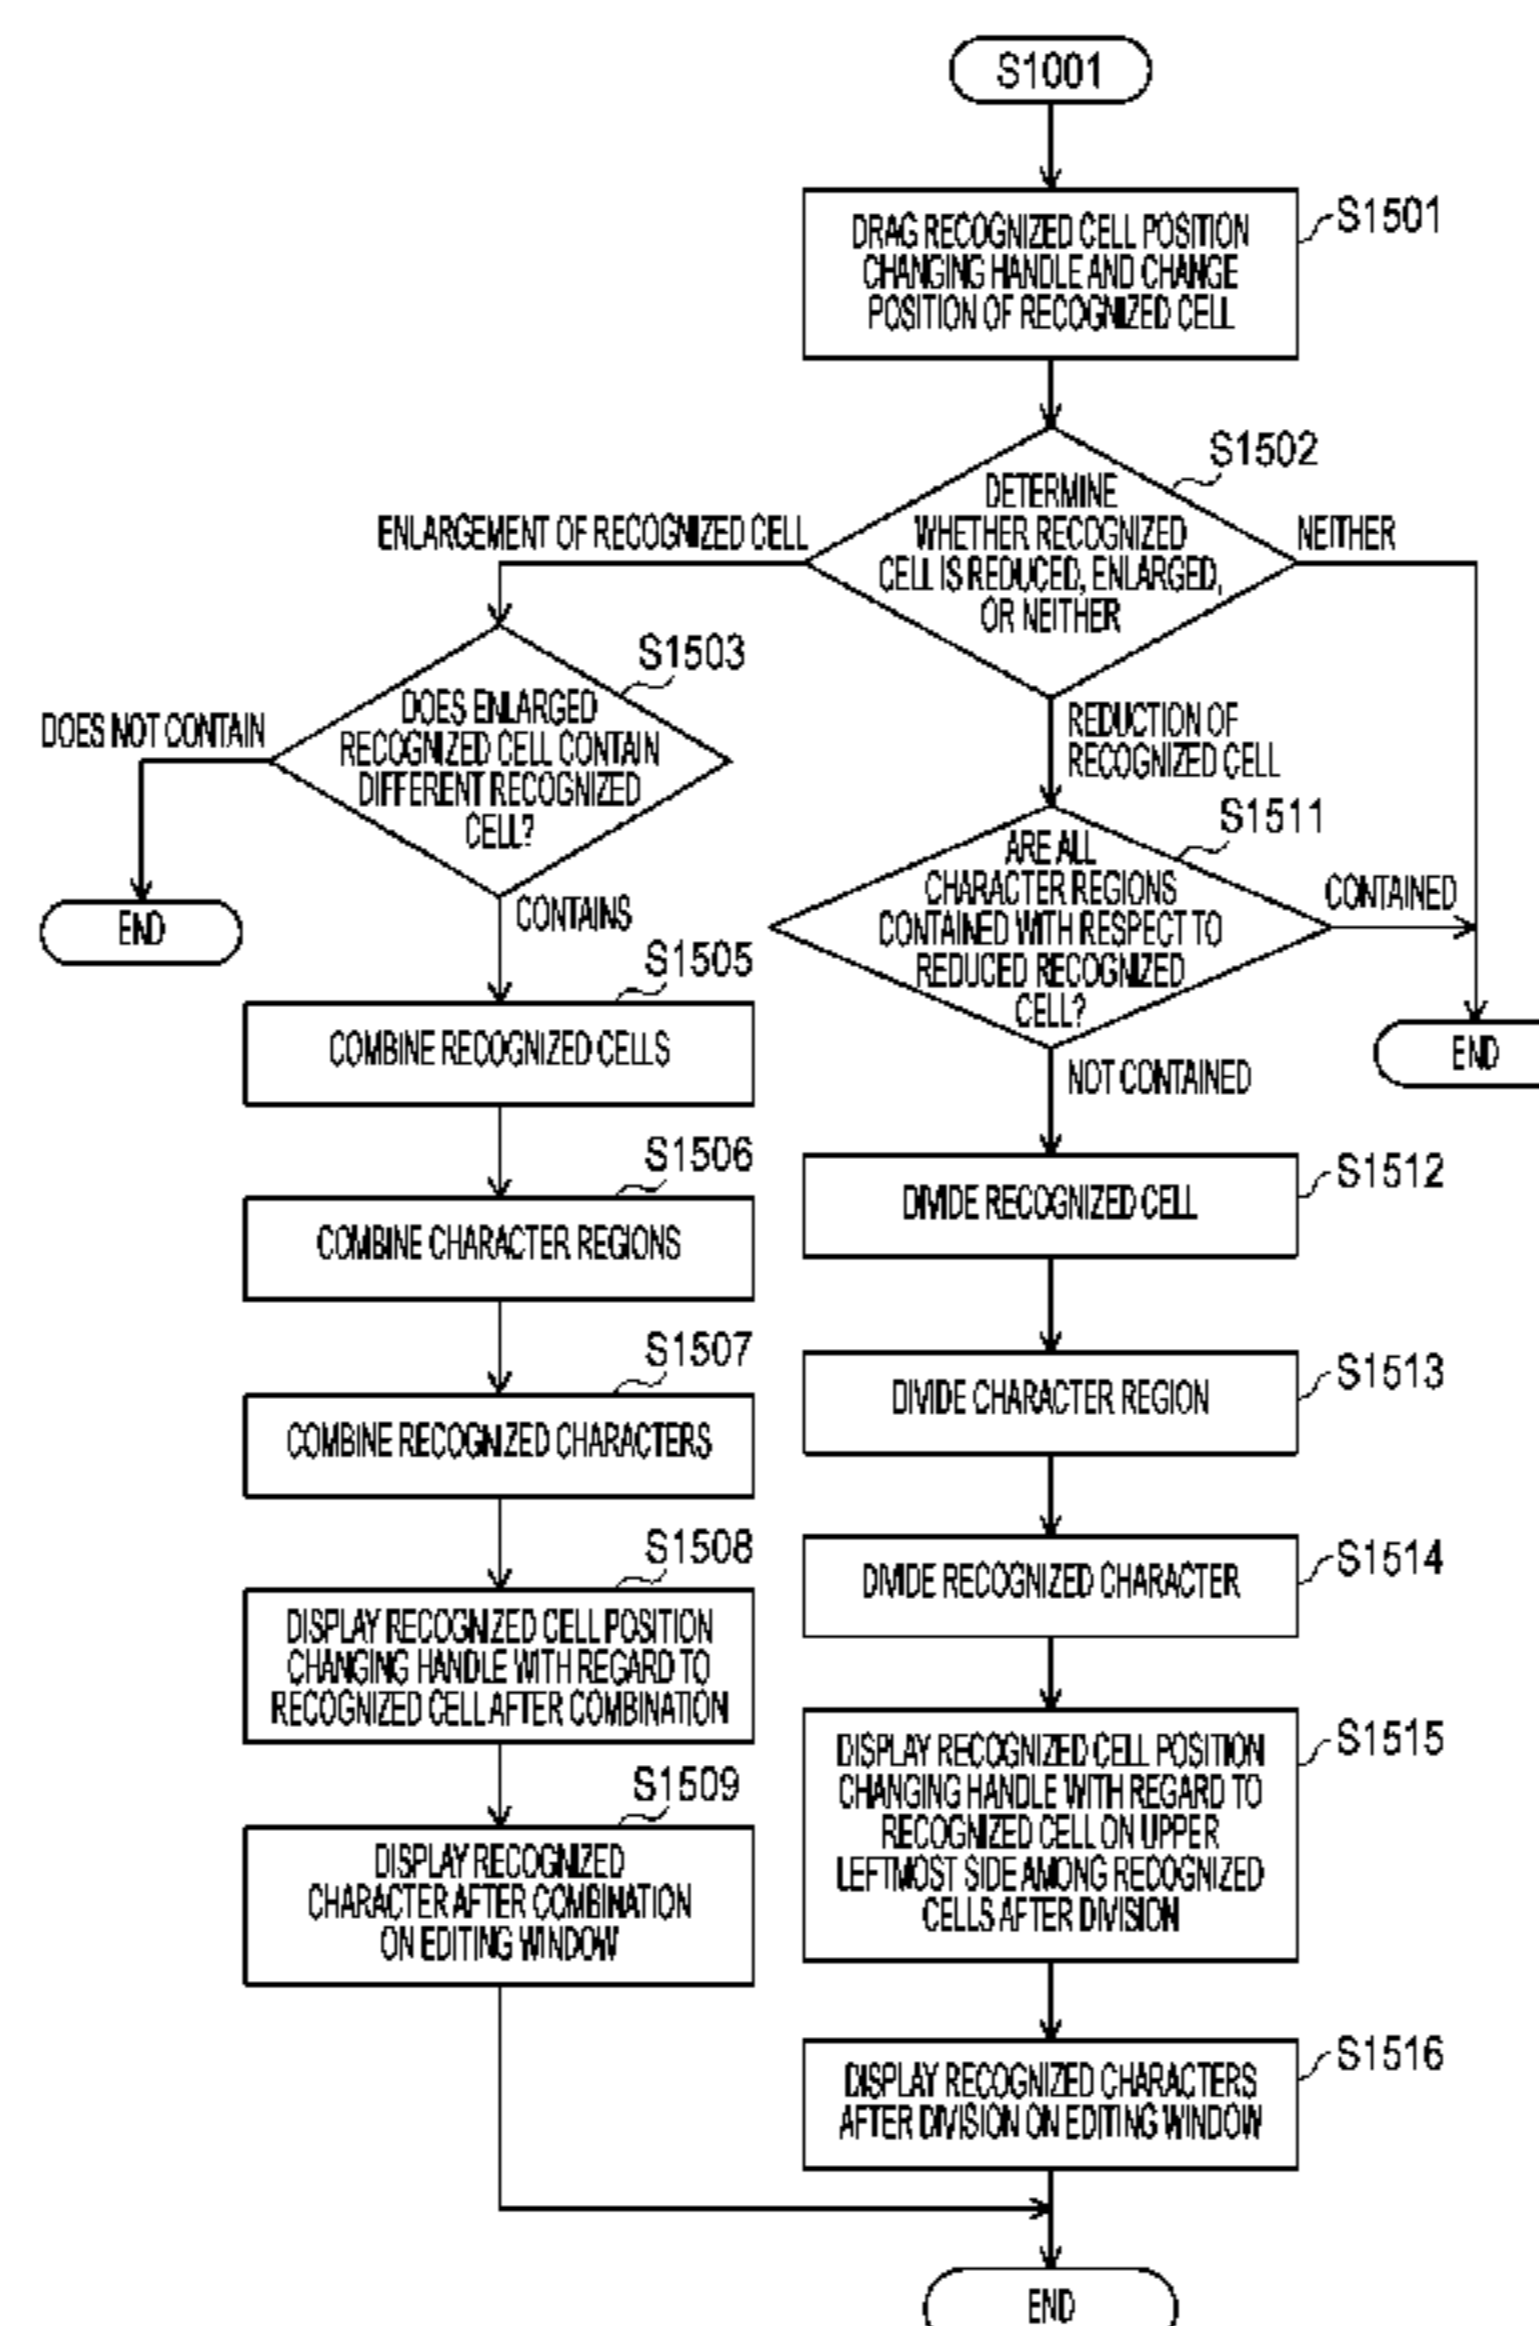 S1001
S1501
DRAG RECOGNIZED CELL POSITION
CHANGING HANDLE AND CHANGE
POSITION OF RECOGNIZED CELL
S1502
DETERMINE
WHETHER RECOGNIZED
CELL IS REDUCED, ENLARGED,
OR NEITHER
ENLARGEMENT OF RECOGNIZED CELL
NEITHER
S1503
DOES ENLARGED
RECOGNIZED CELL CONTAIN
DIFFERENT RECOGNIZED
CELL?
DOES NOT CONTAIN
END
CONTAINS
REDUCTION OF
RECOGNIZED CELL
S1511
ARE ALL
CHARACTER REGIONS
CONTAINED WITH RESPECT TO
REDUCED RECOGNIZED
CELL?
CONTAINED
END
NOT CONTAINED
S1505
COMBINE RECOGNIZED CELLS
S1506
COMBINE CHARACTER REGIONS
S1507
COMBINE RECOGNIZED CHARACTERS
S1508
DISPLAY RECOGNIZED CELL POSITION
CHANGING HANDLE WITH REGARD TO
RECOGNIZED CELL AFTER COMBINATION
S1509
DISPLAY RECOGNIZED
CHARACTER AFTER COMBINATION
ON EDITING WINDOW
S1512
DIVIDE RECOGNIZED CELL
S1513
DIVIDE CHARACTER REGION
S1514
DIVIDE RECOGNIZED CHARACTER
S1515
DISPLAY RECOGNIZED CELL POSITION
CHANGING HANDLE WITH REGARD TO
RECOGNIZED CELL ON UPPER
LEFTMOST SIDE AMONG RECOGNIZED
CELLS AFTER DIVISION
S1516
DISPLAY RECOGNIZED CHARACTERS
AFTER DIVISION ON EDITING WINDOW
END